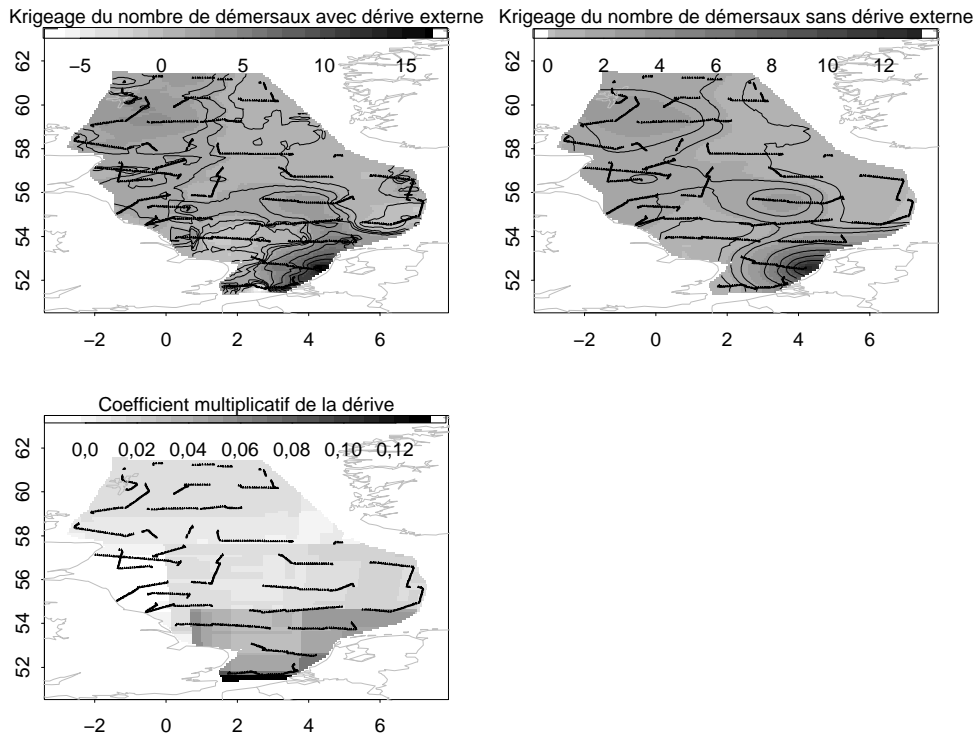 Krigeage du nombre de démersaux avec dérive externe
−5 0 5 10 15
62
60
58
56
54
52
−2 0 2 4 6
Krigeage du nombre de démersaux sans dérive externe
0 2 4 6 8 10 12
62
60
58
56
54
52
−2 0 2 4 6
Coefficient multiplicatif de la dérive
0,0 0,02 0,04 0,06 0,08 0,10 0,12
62
60
58
56
54
52
−2 0 2 4 6